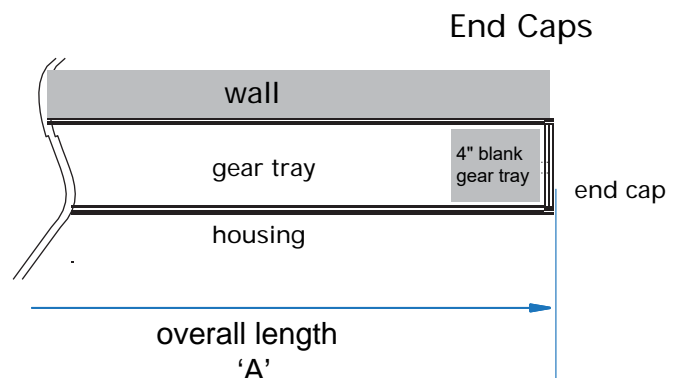 End Caps
wall
4" blank
gear tray
gear tray
end cap
housing
overall length
‘A’